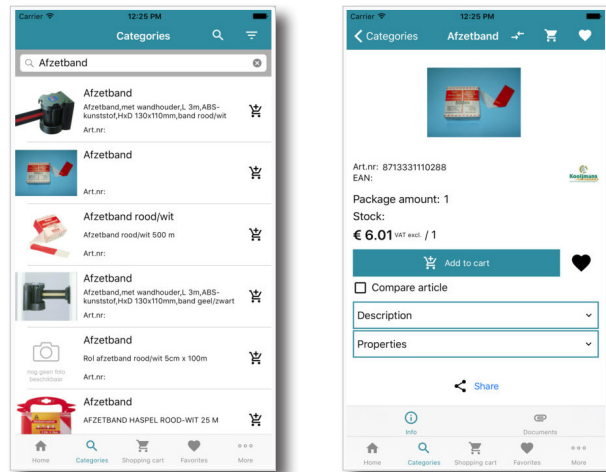 Carrier 12:25 PM
Categories
Afzetband
Afzetband
Afzetband,met wandhouder,L 3m,ABS-
kunststof,HxD 130x110mm,band rood/wit
Art.nr:
Afzetband
Art.nr:
Afzetband rood/wit
Afzetband rood/wit 500 m
Art.nr:
Afzetband
Afzetband,met wandhouder,L 3m,ABS-
kunststof,HxD 130x110mm,band geel/zwart
Art.nr:
Afzetband
Rol afzetband rood/wit 5cm x 100m
Art.nr:
nog geen foto
beschikbaar
Afzetband
AFZETBAND HASPEL ROOD-WIT 25 M
Home Categories Shopping cart Favorites More
Carrier 12:25 PM
Categories Afzetband
Art.nr: 8713331110288
EAN:
Kooijmans
Package amount: 1
Stock:
€ 6.01 VAT excl. / 1
Add to cart
Compare article
Description
Properties
Share
Info Documents
Home Categories Shopping cart Favorites More